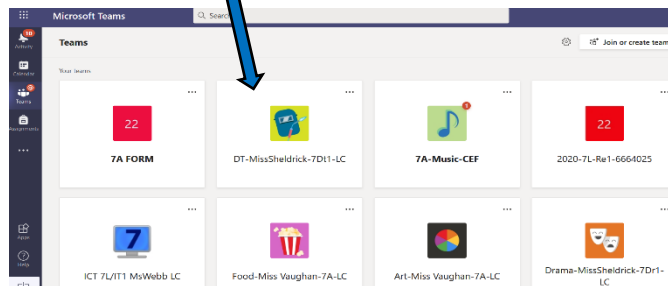 Microsoft Teams
Sear
10
Activity
Teams
Join or create team
Calendar
Your teams
Teams
22
22
Assignments
7A FORM
DT-MissSheldrick-7Dt1-LC
7A-Music-CEF
2020-7L-Re1-6664025
7
Apps
Help
ICT 7L/IT1 MsWebb LC
Food-Miss Vaughan-7A-LC
Art-Miss Vaughan-7A-LC
Drama-MissSheldrick-7Dr1-
LC